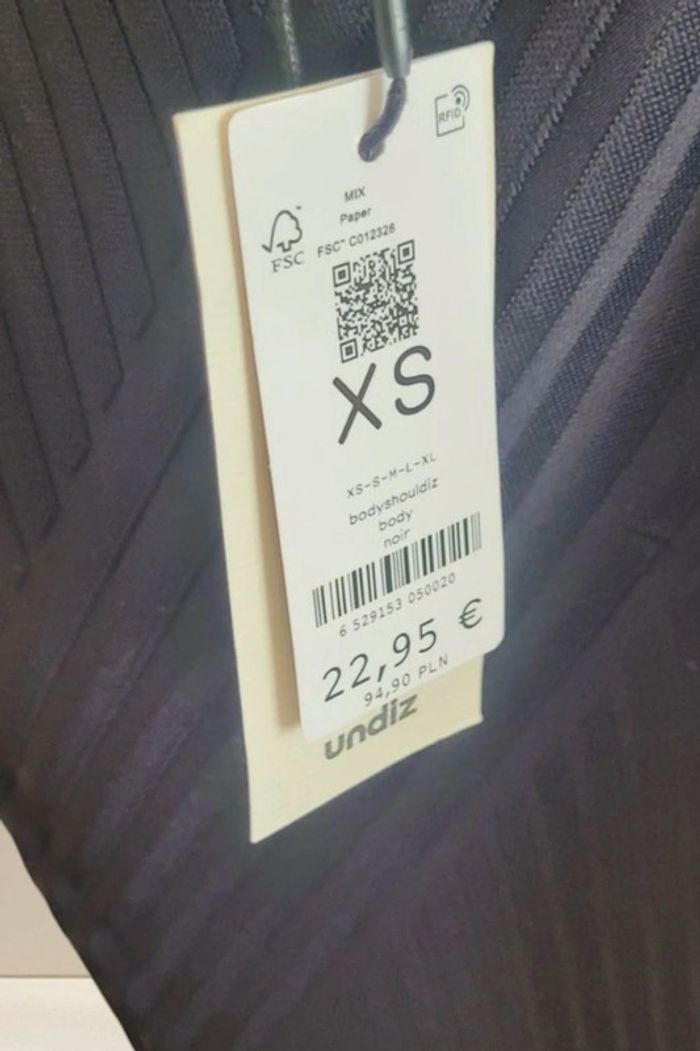 RFID
MIX
Paper
FSC™ C012326
FSC
XS
XS-S-M-L-XL
bodyshouldiz
body
noir
6 529153 050020
22,95 €
94,90 PLN
undiz